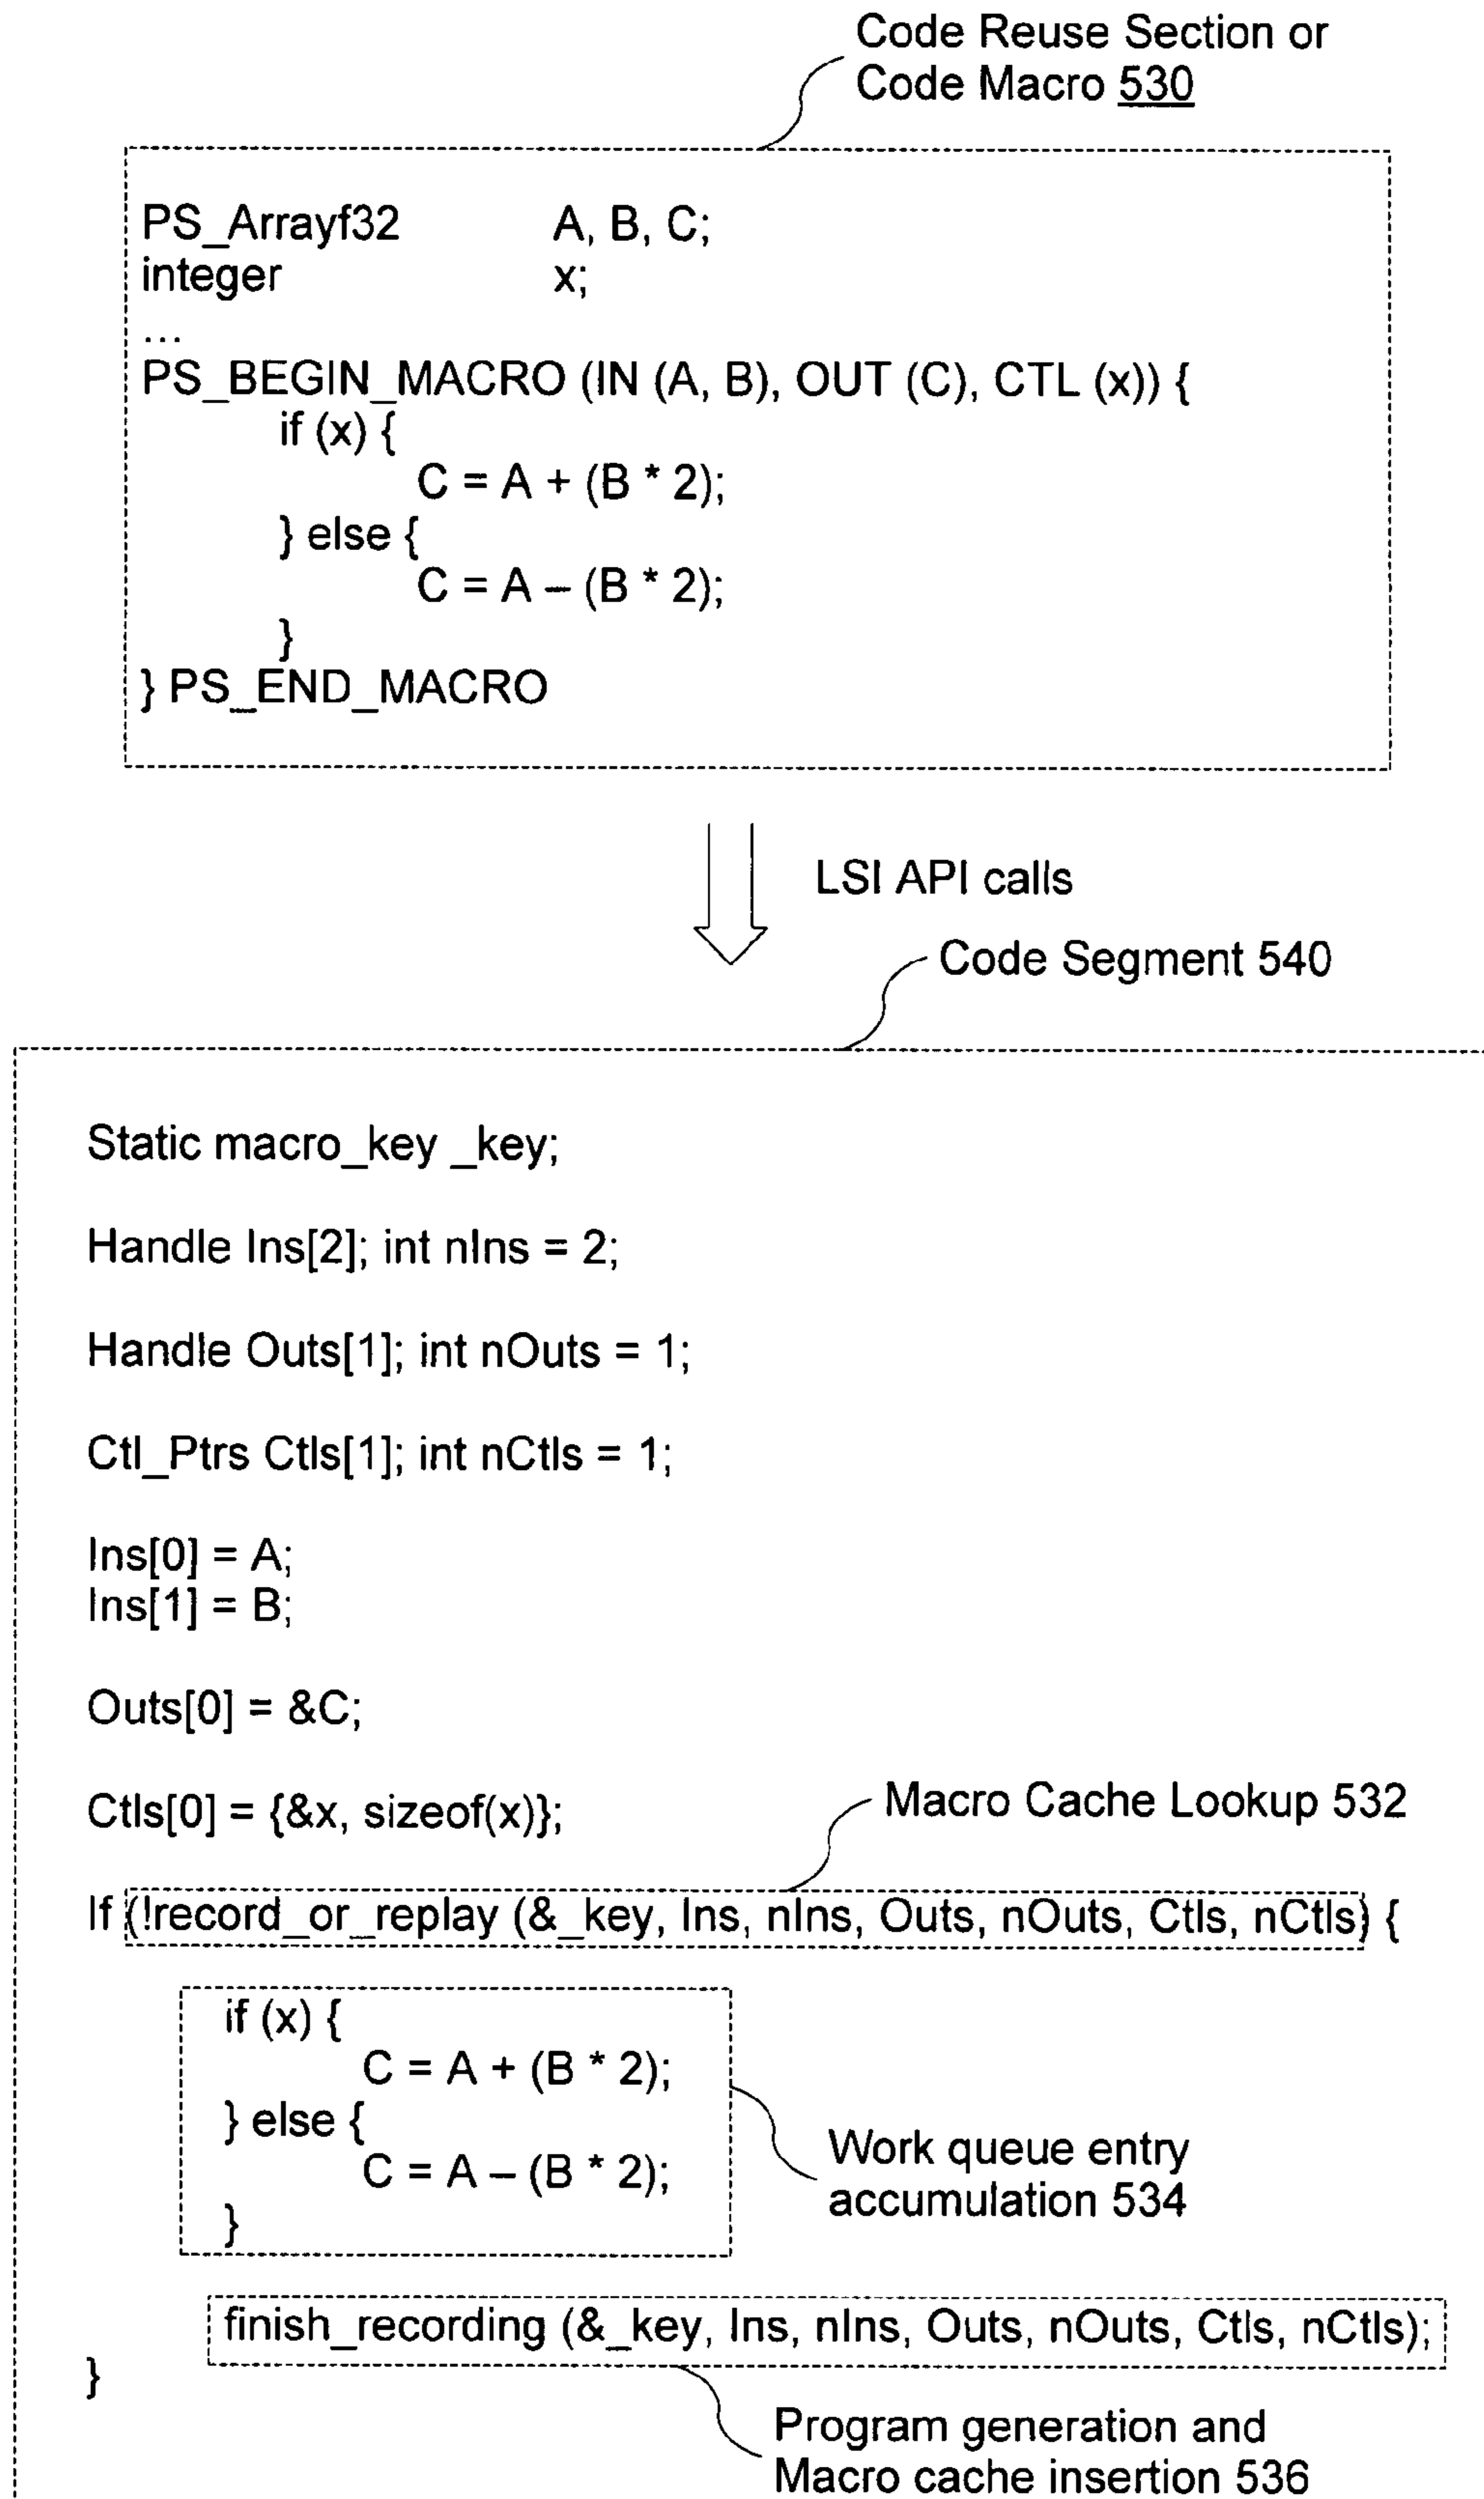 Code Reuse Section or
Code Macro 530
PS_Arrayf32 A, B, C;
integer x;
...
PS_BEGIN_MACRO (IN (A, B), OUT (C), CTL (x)) {
if (x) {
C = A + (B * 2);
} else {
C = A – (B * 2);
}
} PS_END_MACRO
LSI API calls
Code Segment 540
Static macro_key _key;
Handle Ins[2]; int nIns = 2;
Handle Outs[1]; int nOuts = 1;
Ctl_Ptrs Ctls[1]; int nCtls = 1;
Ins[0] = A;
Ins[1] = B;
Outs[0] = &C;
Ctls[0] = {&x, sizeof(x)};
Macro Cache Lookup 532
If (!record_or_replay (&_key, Ins, nIns, Outs, nOuts, Ctls, nCtls) {
if (x) {
C = A + (B * 2);
} else {
C = A – (B * 2);
}
Work queue entry
accumulation 534
finish_recording (&_key, Ins, nIns, Outs, nOuts, Ctls, nCtls);
}
Program generation and
Macro cache insertion 536